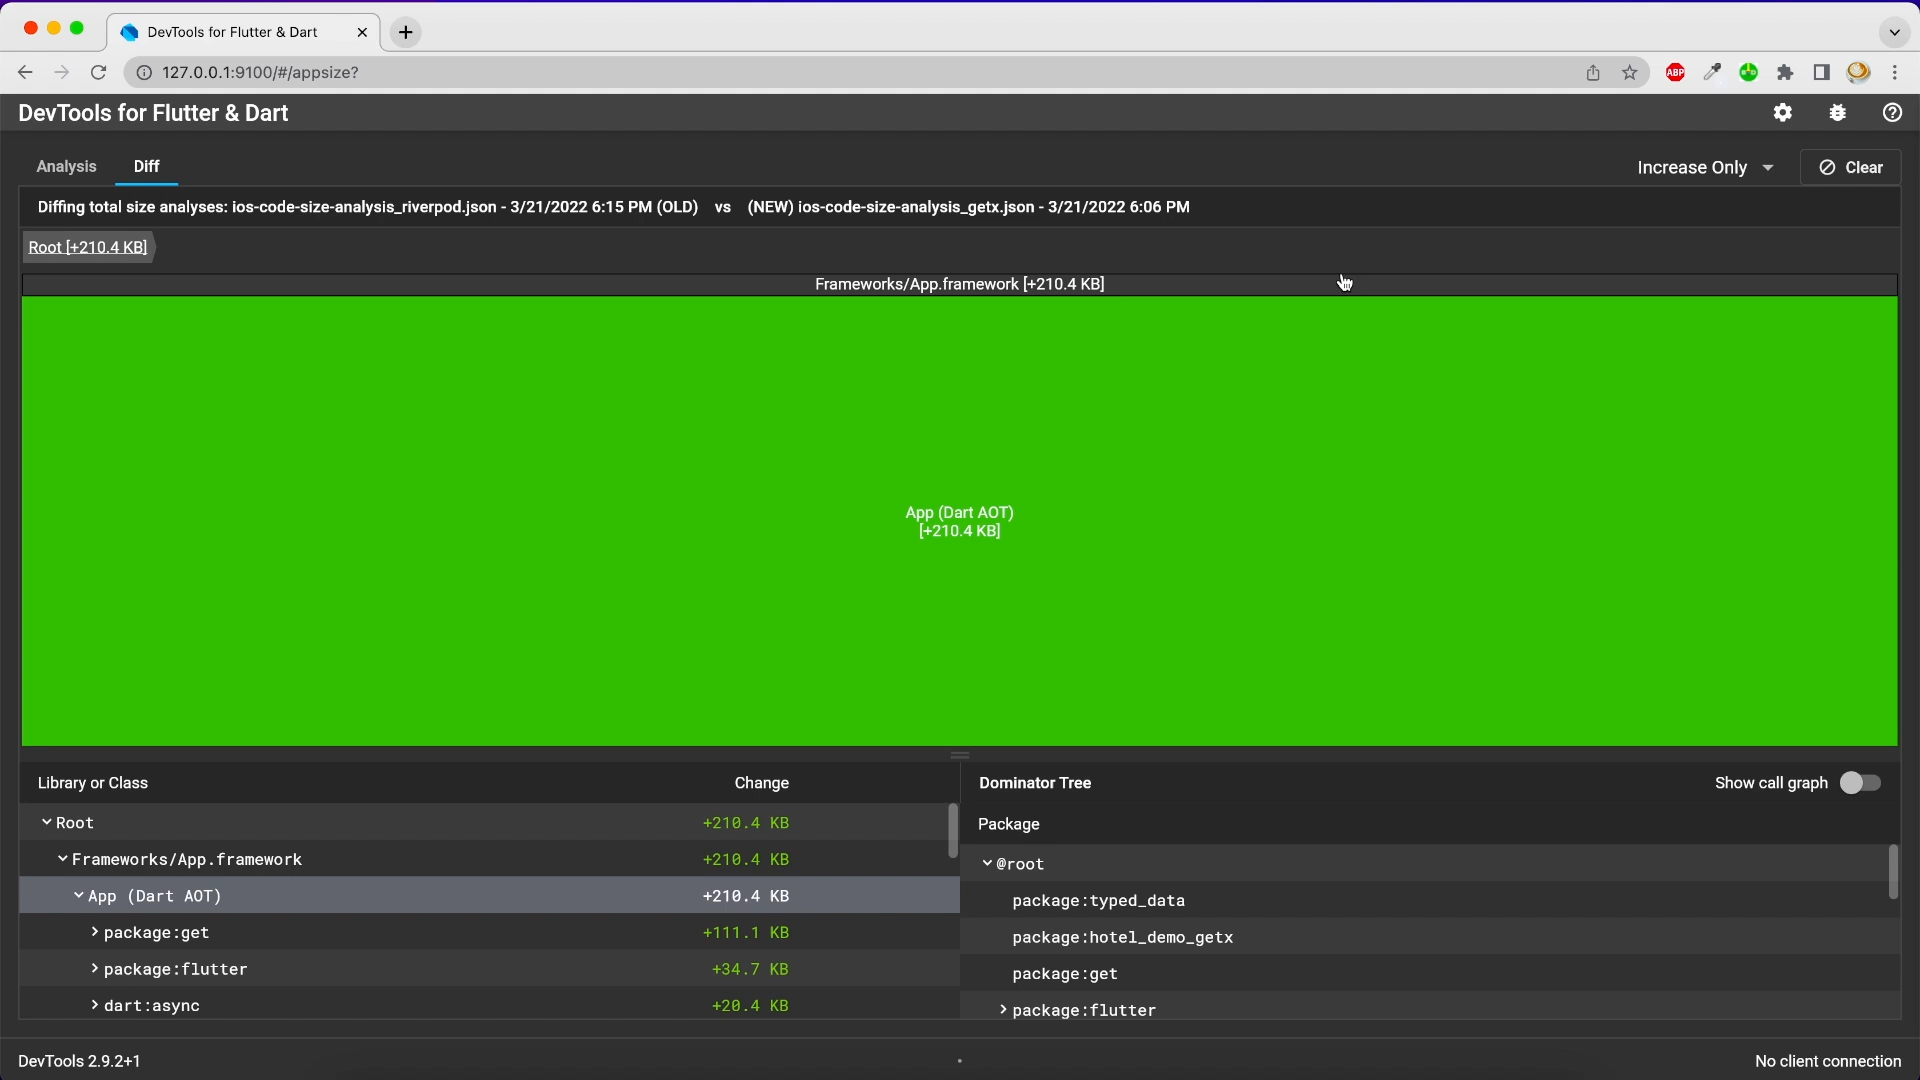 DevTools for Flutter & Dart
127.0.0.1:9100/#/appsize?
ABP
DevTools for Flutter & Dart
Analysis Diff Increase Only Clear
Diffing total size analyses: ios-code-size-analysis_riverpod.json - 3/21/2022 6:15 PM (OLD) vs (NEW) ios-code-size-analysis_getx.json - 3/21/2022 6:06 PM
Root [+210.4 KB]
Frameworks/App.framework [+210.4 KB]
App (Dart AOT)
[+210.4 KB]
Library or Class Change
Root +210.4 KB
Frameworks/App.framework +210.4 KB
App (Dart AOT) +210.4 KB
package:get +111.1 KB
package:flutter +34.7 KB
dart:async +20.4 KB
Dominator Tree Show call graph
Package
@root
package:typed_data
package:hotel_demo_getx
package:get
package:flutter
DevTools 2.9.2+1 • No client connection